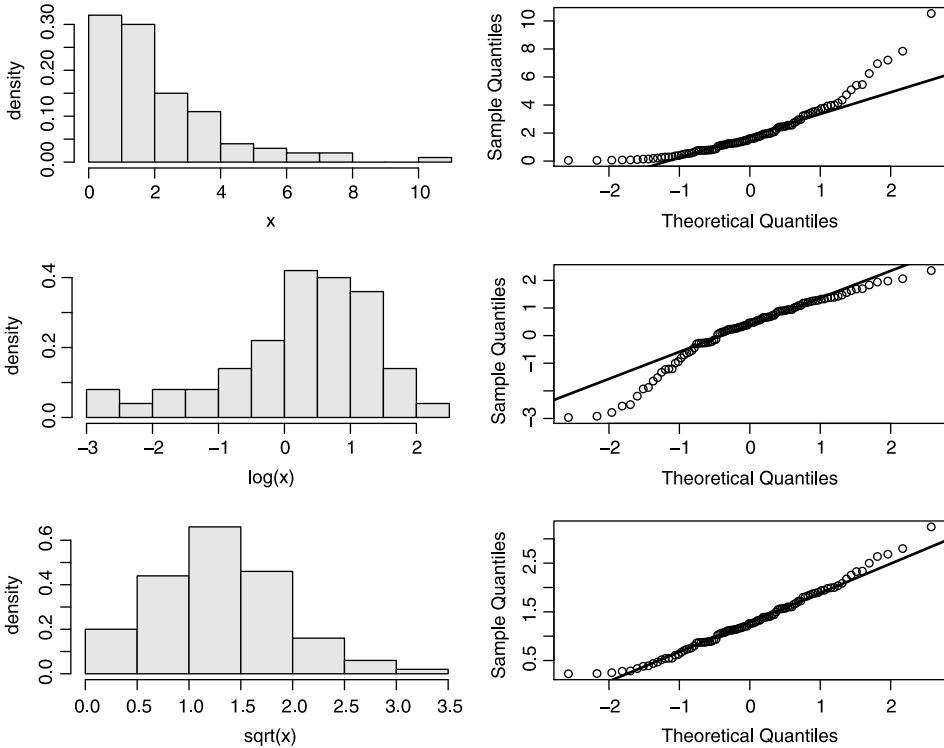 density
0.00 0.10 0.20 0.30
0 2 4 6 8 10
x
Sample Quantiles
0 2 4 6 8 10
−2 −1 0 1 2
Theoretical Quantiles
density
0.0 0.2 0.4
−3 −2 −1 0 1 2
log(x)
Sample Quantiles
−3 −1 0 1 2
−2 −1 0 1 2
Theoretical Quantiles
density
0.0 0.2 0.4 0.6
0.0 0.5 1.0 1.5 2.0 2.5 3.0 3.5
sqrt(x)
Sample Quantiles
0.5 1.5 2.5
−2 −1 0 1 2
Theoretical Quantiles